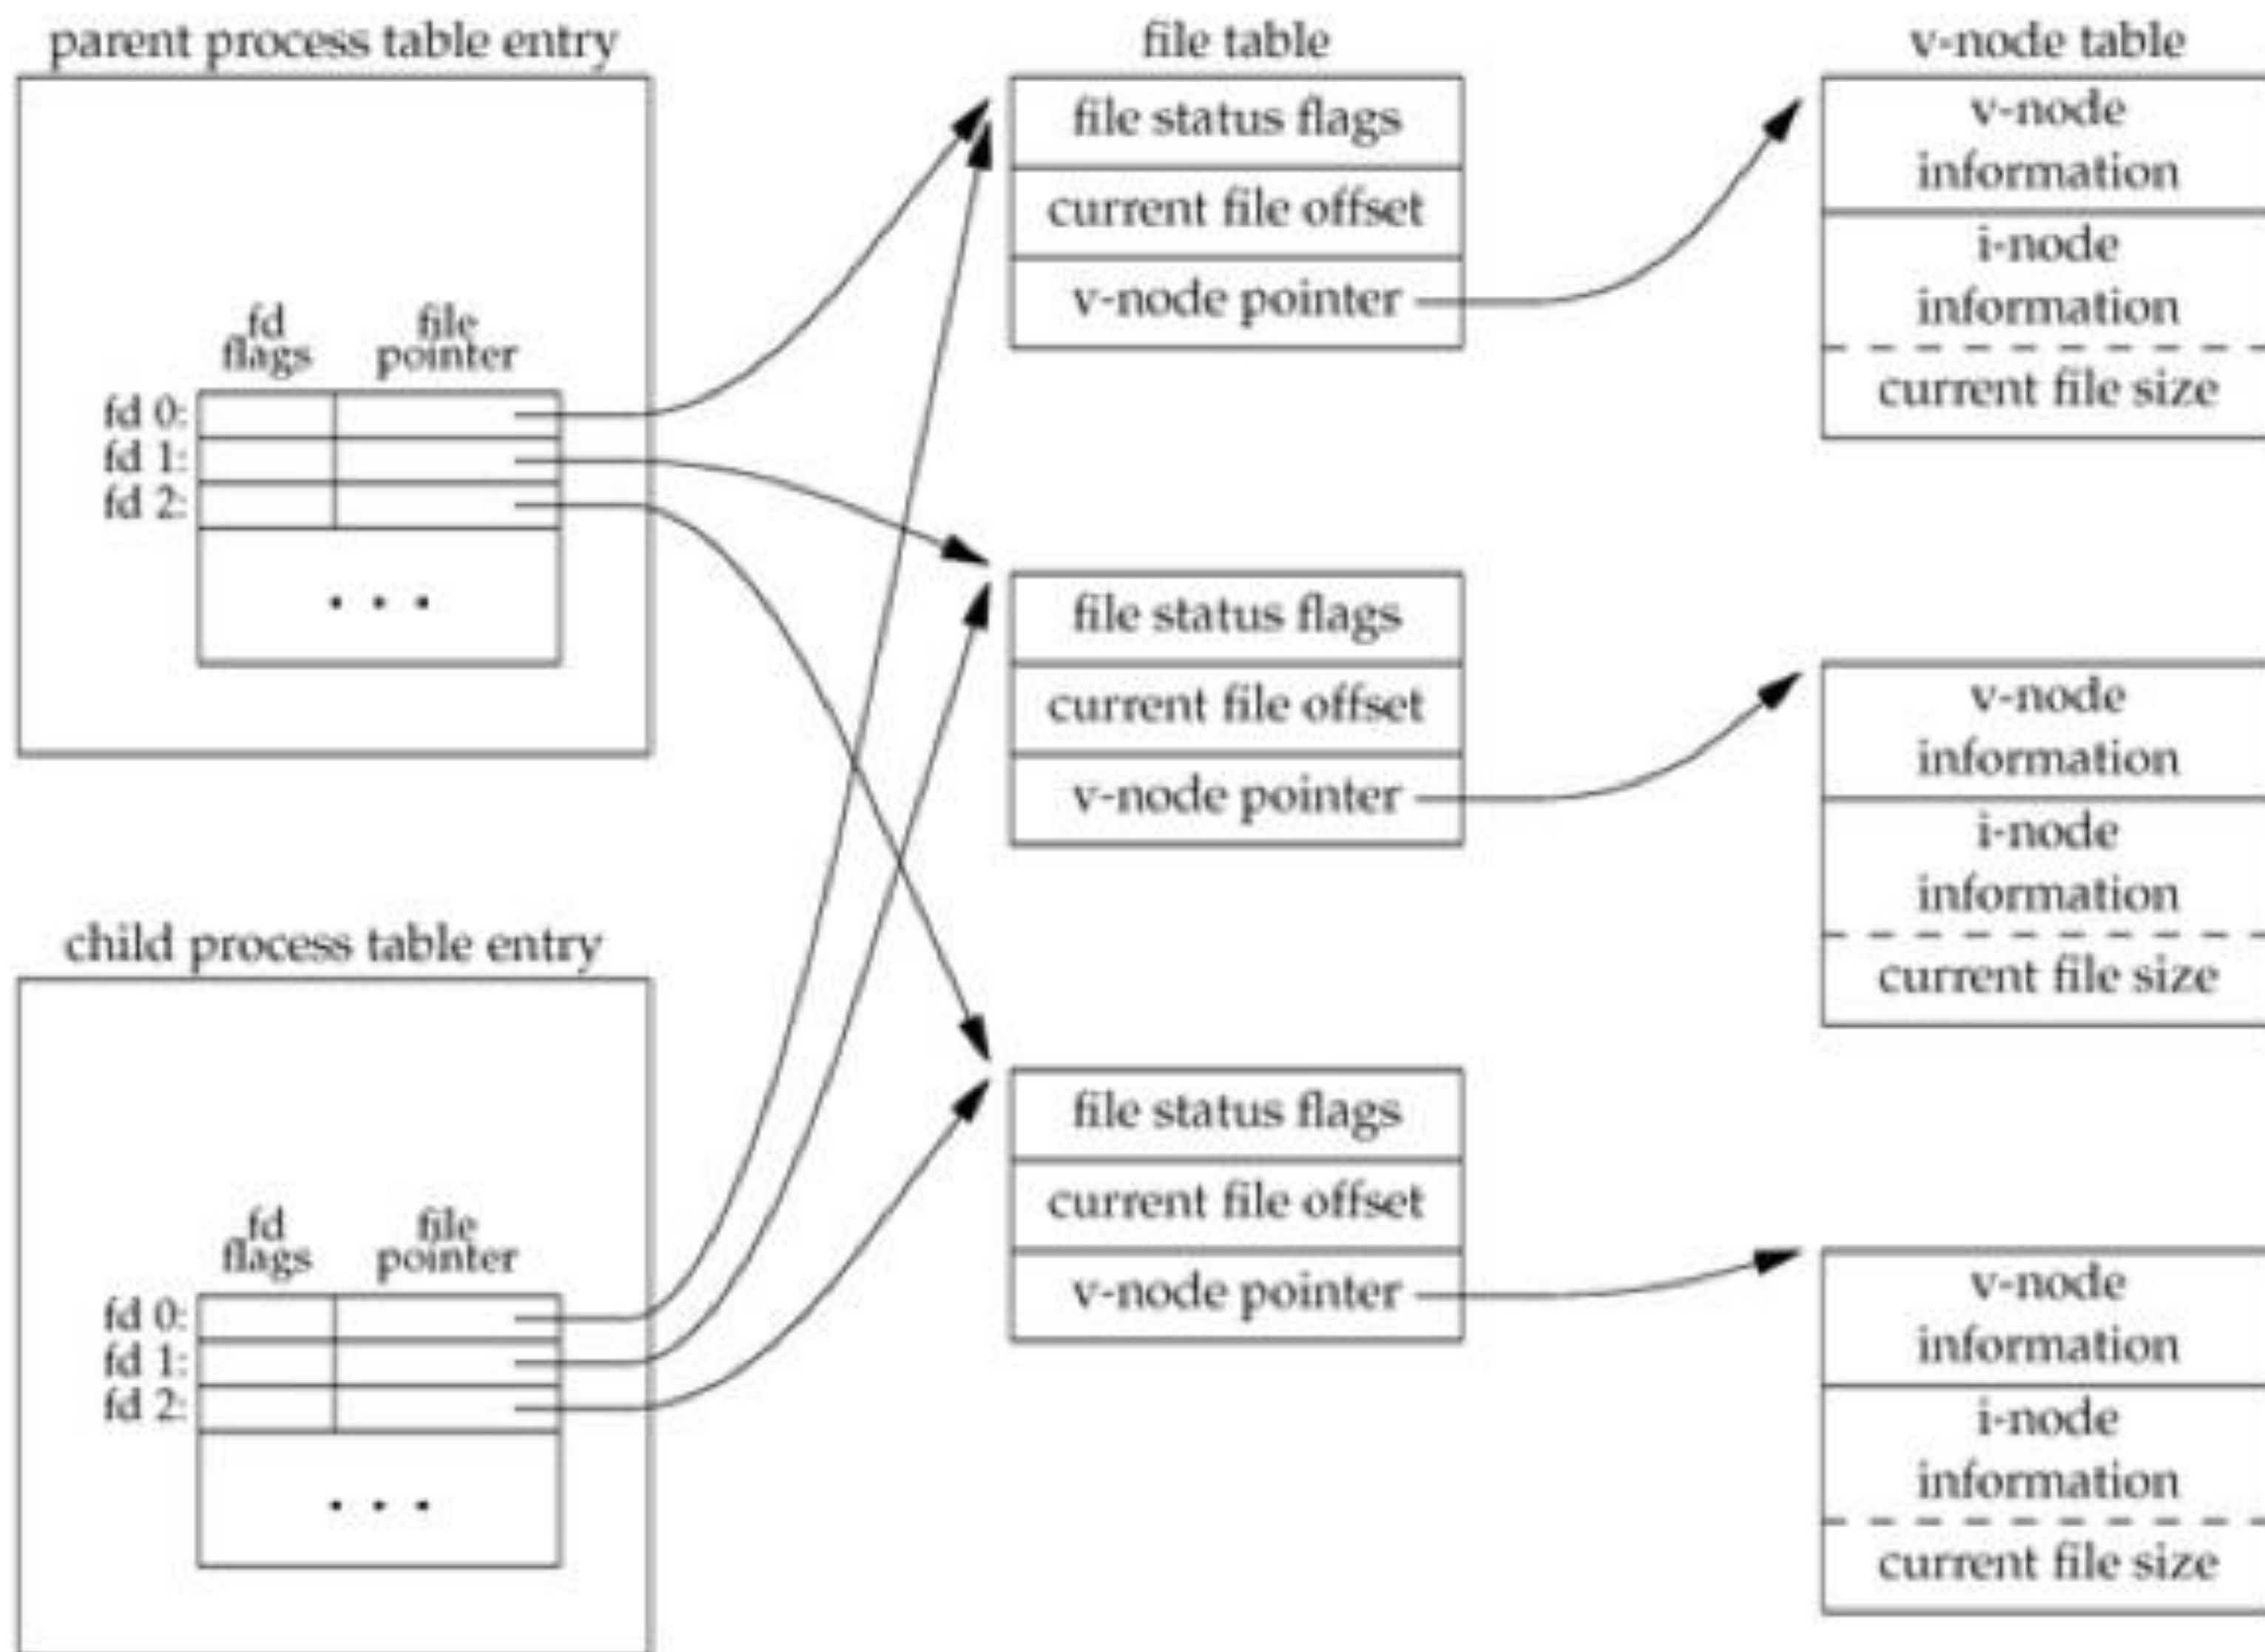 parent process table entry
fd
flags
file
pointer
fd 0:
fd 1:
fd 2:
. . .
child process table entry
fd
flags
file
pointer
fd 0:
fd 1:
fd 2:
. . .
file table
file status flags
current file offset
v-node pointer
file status flags
current file offset
v-node pointer
file status flags
current file offset
v-node pointer
v-node table
v-node
information
i-node
information
current file size
v-node
information
i-node
information
current file size
v-node
information
i-node
information
current file size